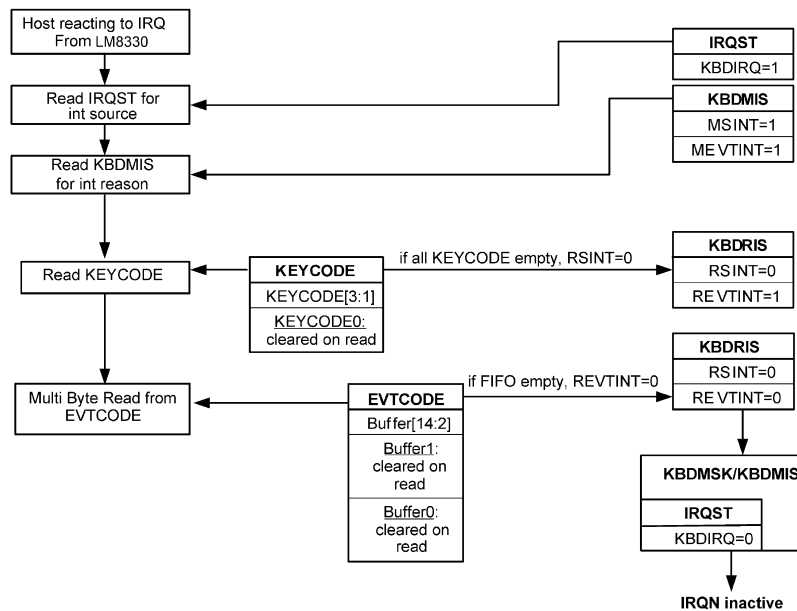 Host reacting to IRQ
From LM8330
Read IRQST for
int source
Read KBDMIS
for int reason
Read KEYCODE
Multi Byte Read from
EVTCODE
KEYCODE
KEYCODE[3:1]
KEYCODE0:
cleared on read
EVTCODE
Buffer[14:2]
Buffer1:
cleared on
read
Buffer0:
cleared on
read
if all KEYCODE empty, RSINT=0
if FIFO empty, REVTINT=0
IRQST
KBDIRQ=1
KBDMIS
MSINT=1
MEVTINT=1
KBDRIS
RSINT=0
REVTINT=1
KBDRIS
RSINT=0
REVTINT=0
KBDMSK/KBDMIS
IRQST
KBDIRQ=0
IRQN inactive